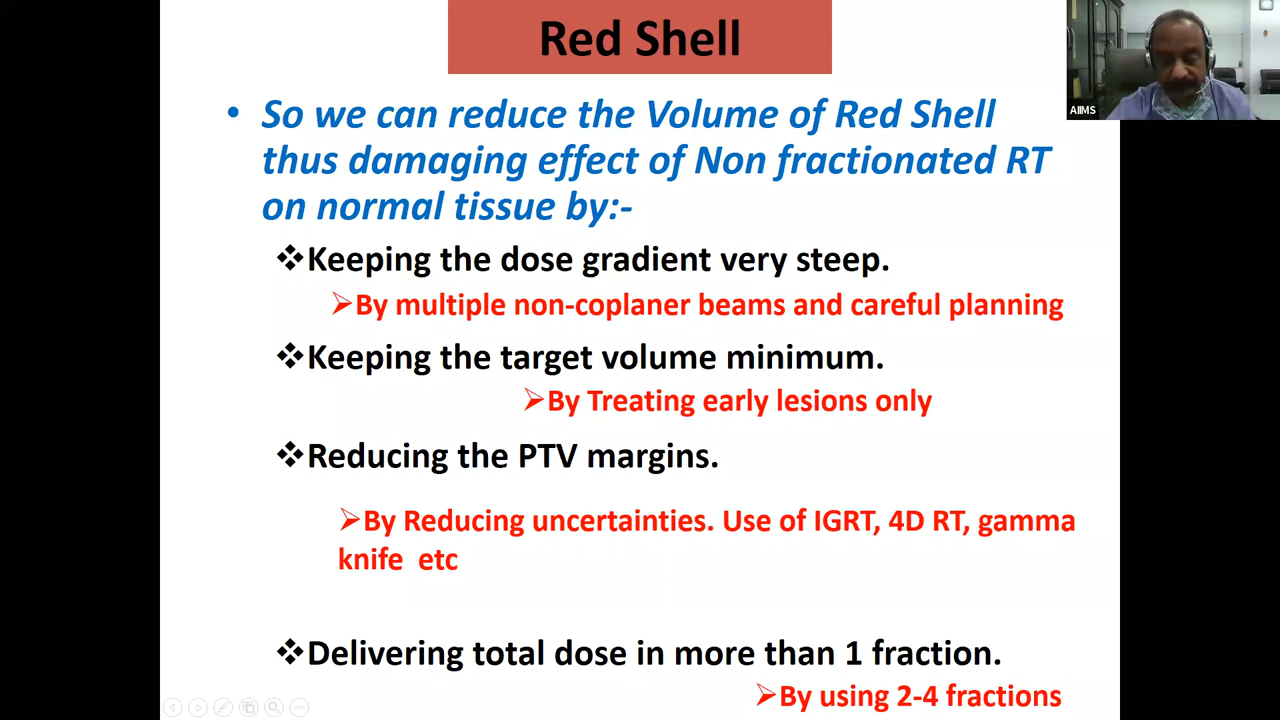 Red Shell
AIIMS
• So we can reduce the Volume of Red Shell
thus damaging effect of Non fractionated RT
on normal tissue by:-
❖Keeping the dose gradient very steep.
➢By multiple non-coplaner beams and careful planning
❖Keeping the target volume minimum.
➢By Treating early lesions only
❖Reducing the PTV margins.
➢By Reducing uncertainties. Use of IGRT, 4D RT, gamma
knife etc
❖Delivering total dose in more than 1 fraction.
➢By using 2-4 fractions